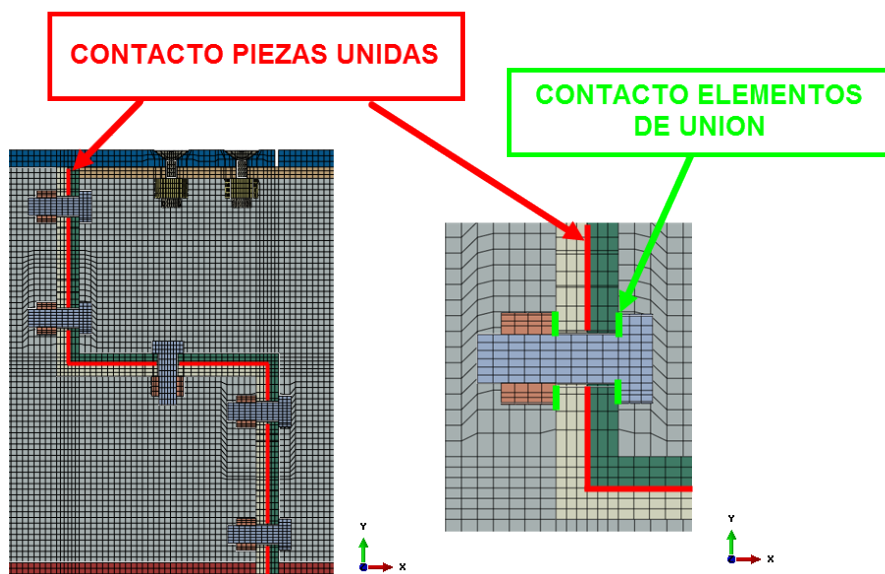 CONTACTO PIEZAS UNIDAS
CONTACTO ELEMENTOS
DE UNION
Y
X
Y
X